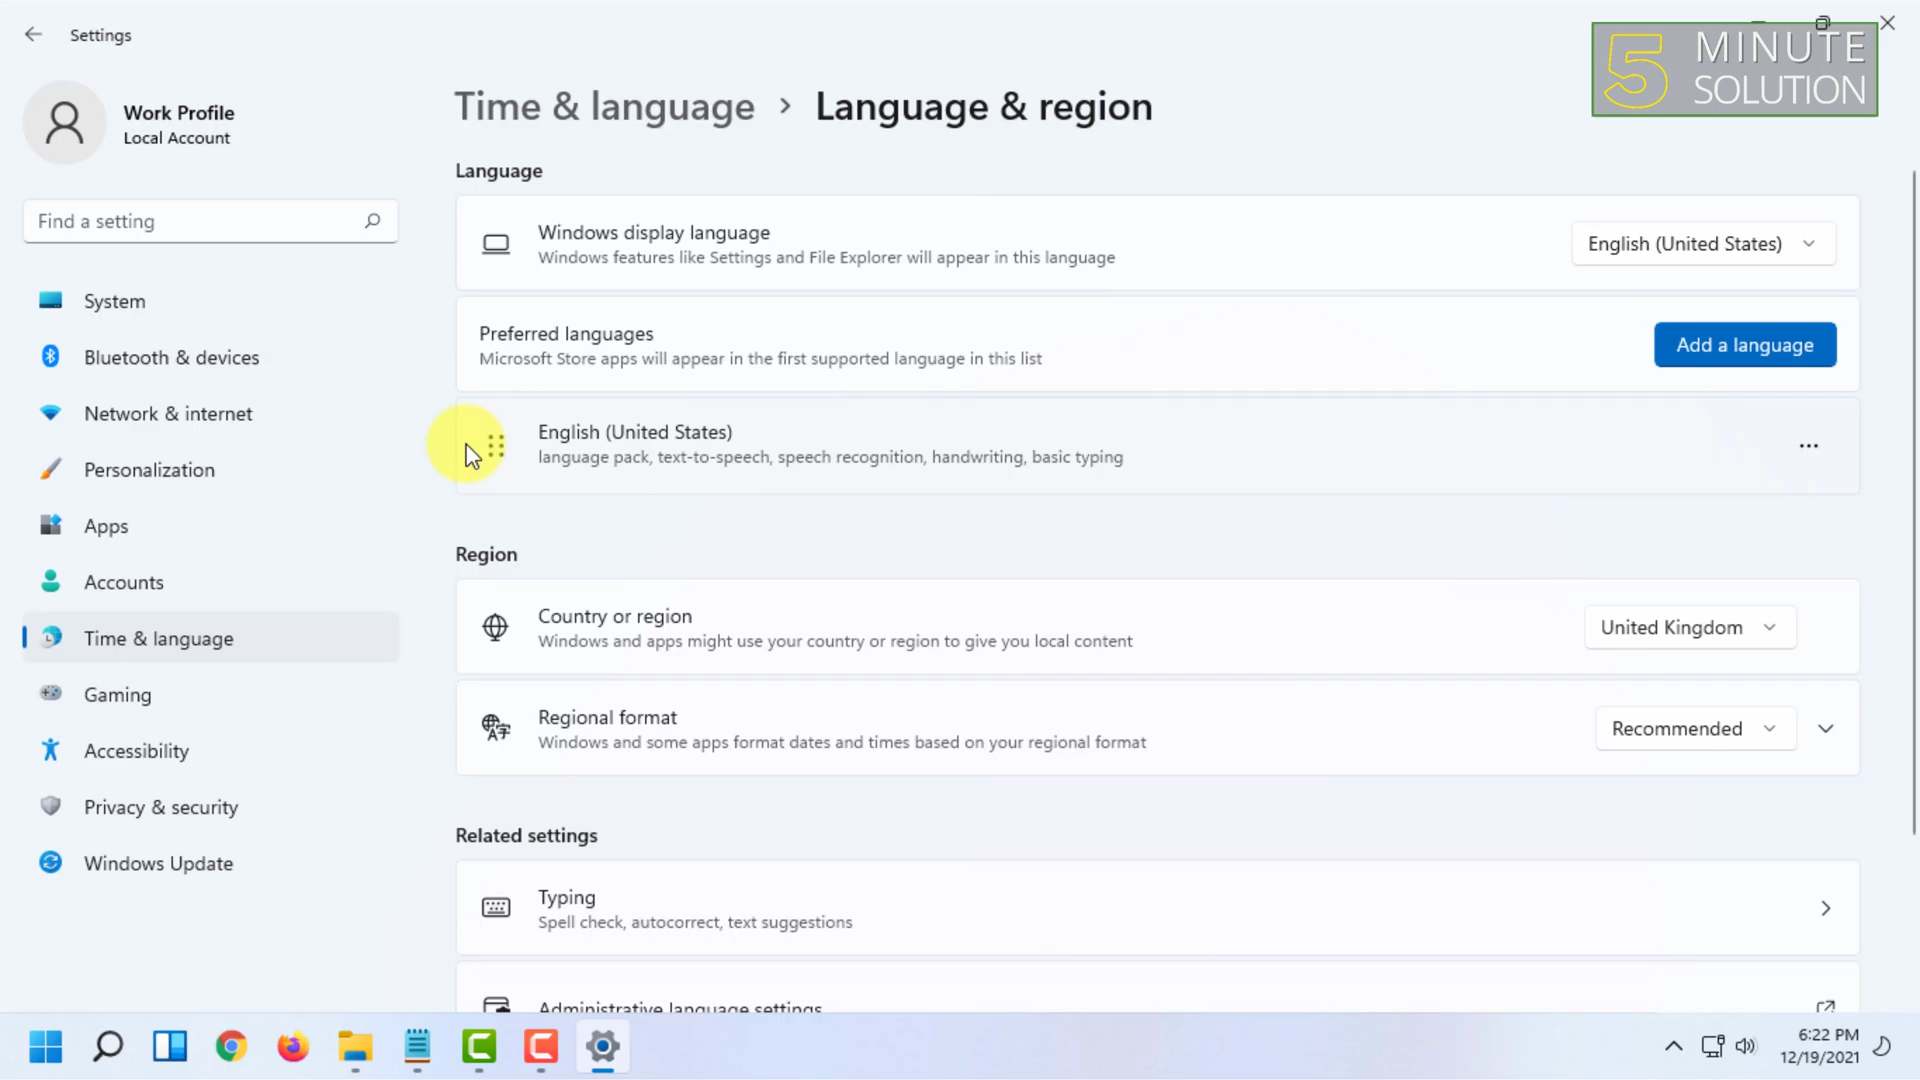 Settings
5 MINUTE
SOLUTION
Work Profile
Local Account
Find a setting
System
Bluetooth & devices
Network & internet
Personalization
Apps
Accounts
Time & language
Gaming
Accessibility
Privacy & security
Windows Update
Time & language > Language & region
Language
Windows display language
Windows features like Settings and File Explorer will appear in this language
English (United States)
Preferred languages
Microsoft Store apps will appear in the first supported language in this list
Add a language
English (United States)
language pack, text-to-speech, speech recognition, handwriting, basic typing
Region
Country or region
Windows and apps might use your country or region to give you local content
United Kingdom
Regional format
Windows and some apps format dates and times based on your regional format
Recommended
Related settings
Typing
Spell check, autocorrect, text suggestions
Administrative language settings
6:22 PM
12/19/2021